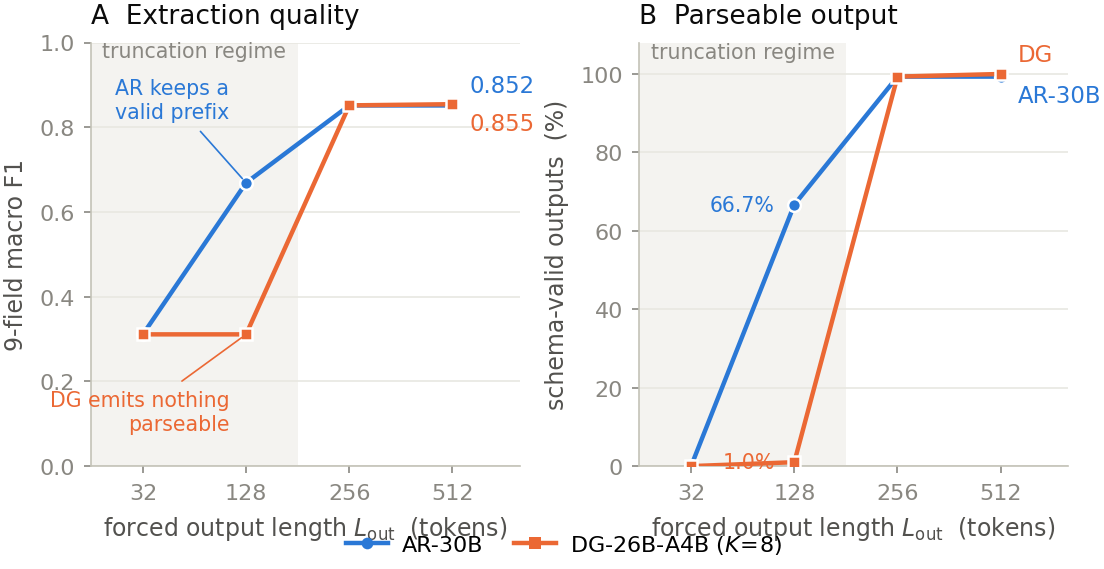 A Extraction quality
B Parseable output
truncation regime
truncation regime
AR keeps a
valid prefix
0.852
0.855
DG emits nothing
parseable
9-field macro F1
1.0
0.8
0.6
0.4
0.2
0.0
32
128
256
512
forced output length Lout (tokens)
DG
AR-30B
66.7%
1.0%
schema-valid outputs (%)
100
80
60
40
20
0
32
128
256
512
forced output length Lout (tokens)
AR-30B
DG-26B-A4B (K=8)